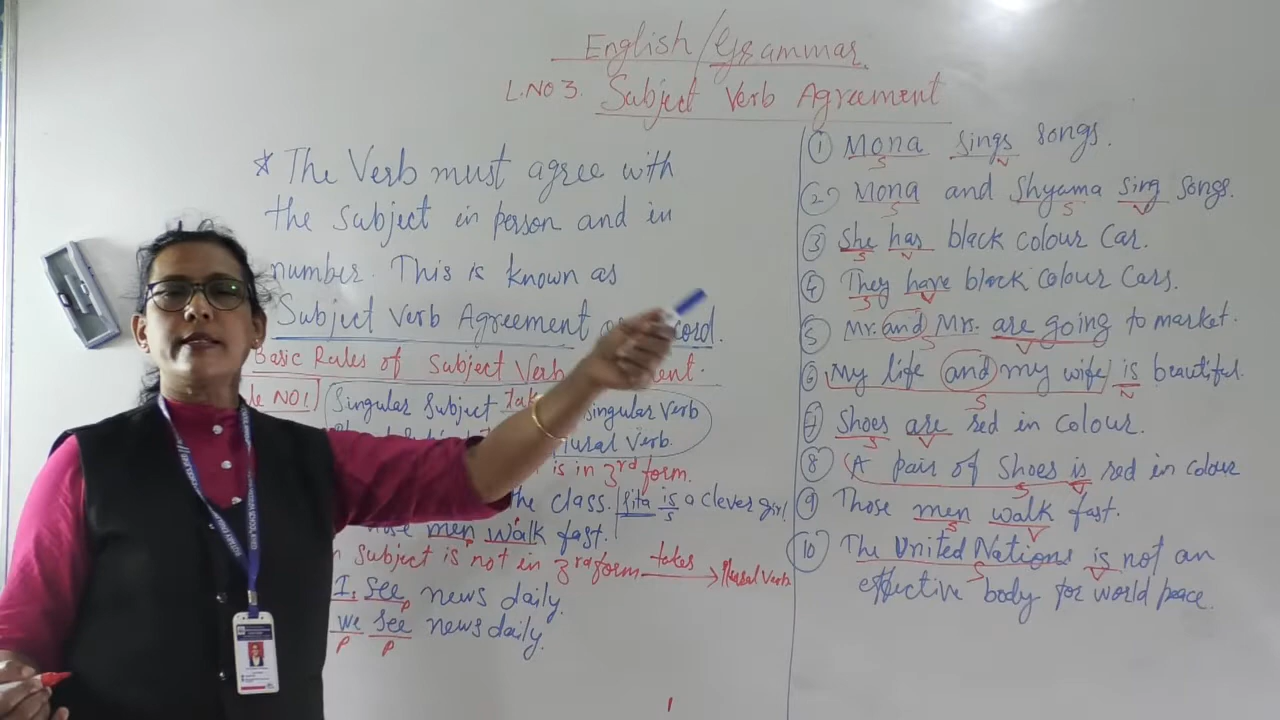 English/Grammar.
L.NO 3. Subject Verb Agreement
* The Verb must agree with
the subject in person and in
number. This is known as
Subject Verb Agreement
Basic Rules of Subject Verb
NO1
Singular Subject singular verb
Verb.
is in 3rd form.
the class. Rita is a clever girl
S
men walk fast.
subject is not in 3rd form takes Plural Verb
I see news daily.
P
we see news daily.
P P
① Mona sings songs.
S V
② Mona and Shyama sing songs.
S S V
③ She has black colour Car.
S V
④ They have black colour Cars.
S V
⑤ Mr. and Mrs. are going to market.
S V
⑥ My life and my wife is beautiful.
S V
⑦ Shoes are red in colour.
S V
⑧ (A pair of shoes is red in colour
S V
⑨ Those men walk fast.
S V
⑩ The United Nations is not an
S V
effective body for world peace.